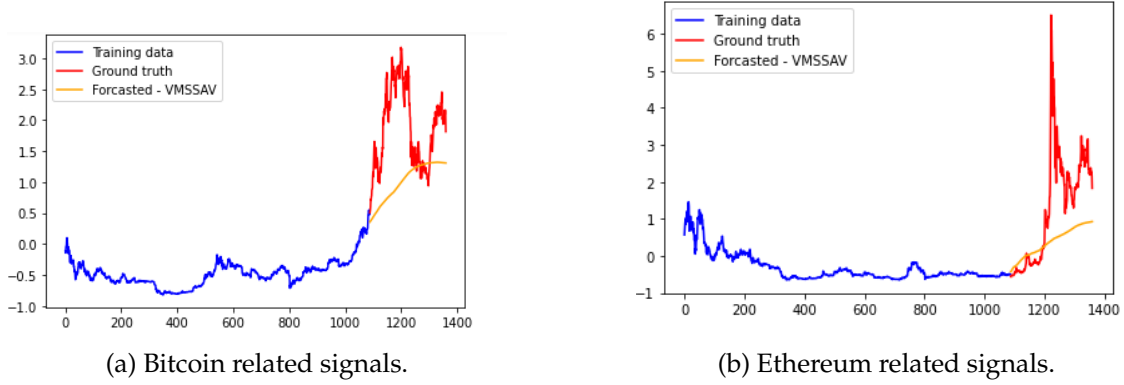 Training data
Ground truth
Forcasted - VMSSAV
3.0
2.5
2.0
1.5
1.0
0.5
0.0
−0.5
−1.0
0 200 400 600 800 1000 1200 1400
(a) Bitcoin related signals.
Training data
Ground truth
Forcasted - VMSSAV
6
5
4
3
2
1
0
−1
0 200 400 600 800 1000 1200 1400
(b) Ethereum related signals.